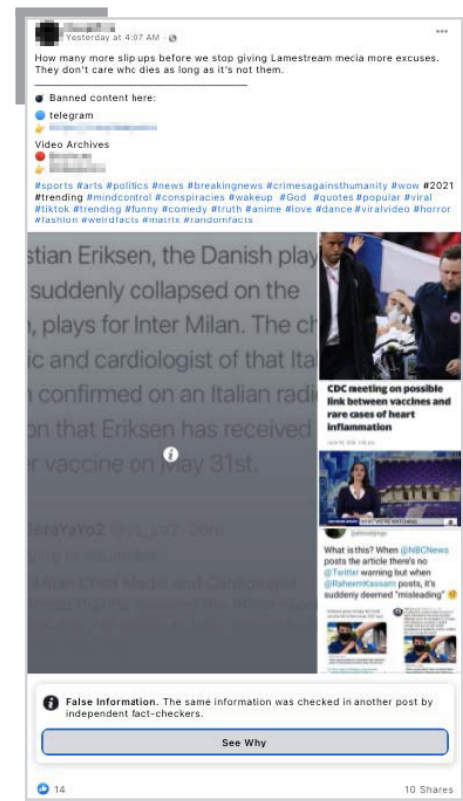 Yesterday at 4:07 AM ·
How many more slip ups before we stop giving Lamestream mecia more excuses.
They don't care whc dies as long as it's not them.
Banned content here:
telegram
Video Archives
#sports #arts #politics #news #breakingnews #crimesagainsthumanity #wow #2021
#trending #mindcontrol #conspiracies #wakeup #God #quotes #popular #viral
#tiktok #trending #funny #comedy #truth #anime #love #dance #viralvideo #horror
#fashion #weirdfacts #matrix #randomfacts
stian Eriksen, the Danish play
suddenly collapsed on the
, plays for Inter Milan. The ch
ic and cardiologist of that Ita
confirmed on an Italian radi
on that Eriksen has received
r vaccine on May 31st.
CDC meeting on possible
link between vaccines and
rare cases of heart
inflammation
WHAT WE'RE WATCHING
What is this? When @NBCNews
posts the article there's no
@Twitter warning but when
@RaheemKassam posts, it's
suddenly deemed "misleading"
False Information. The same information was checked in another post by
independent fact-checkers.
See Why
14
10 Shares